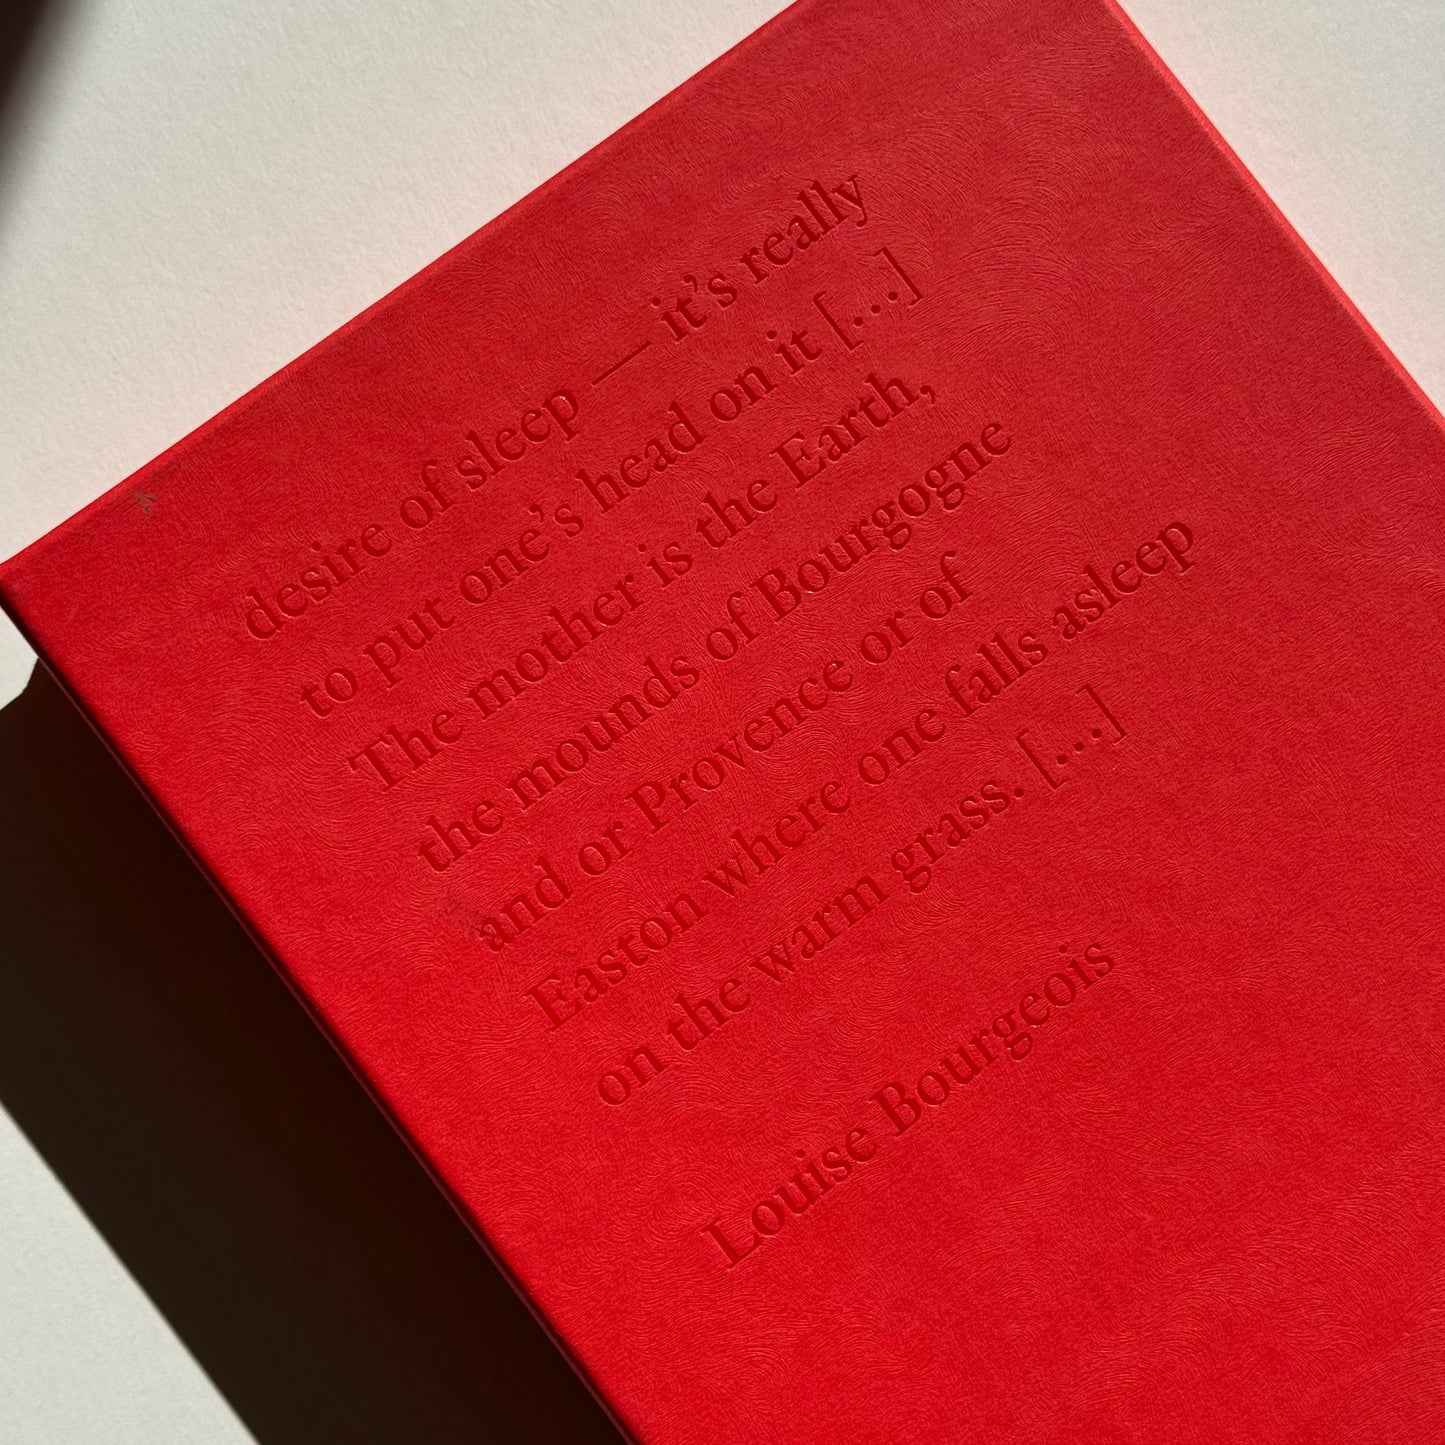 desire of sleep — it’s really
to put one’s head on it […]
The mother is the Earth,
the mounds of Bourgogne
and or Provence or of
Easton where one falls asleep
on the warm grass. […]
Louise Bourgeois